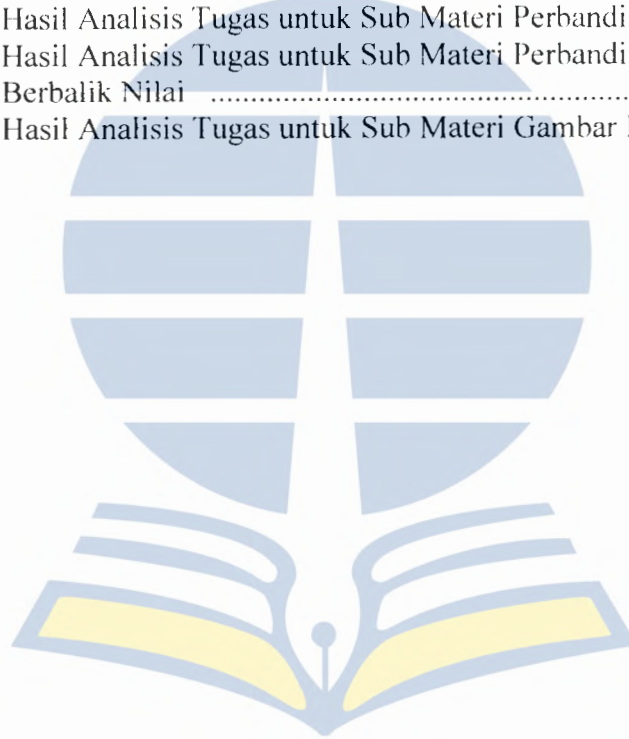 Hasil Analisis Tugas untuk Sub Materi Perbandi
Hasil Analisis Tugas untuk Sub Materi Perbandi
Berbalik Nilai ....................................................
Hasil Analisis Tugas untuk Sub Materi Gambar